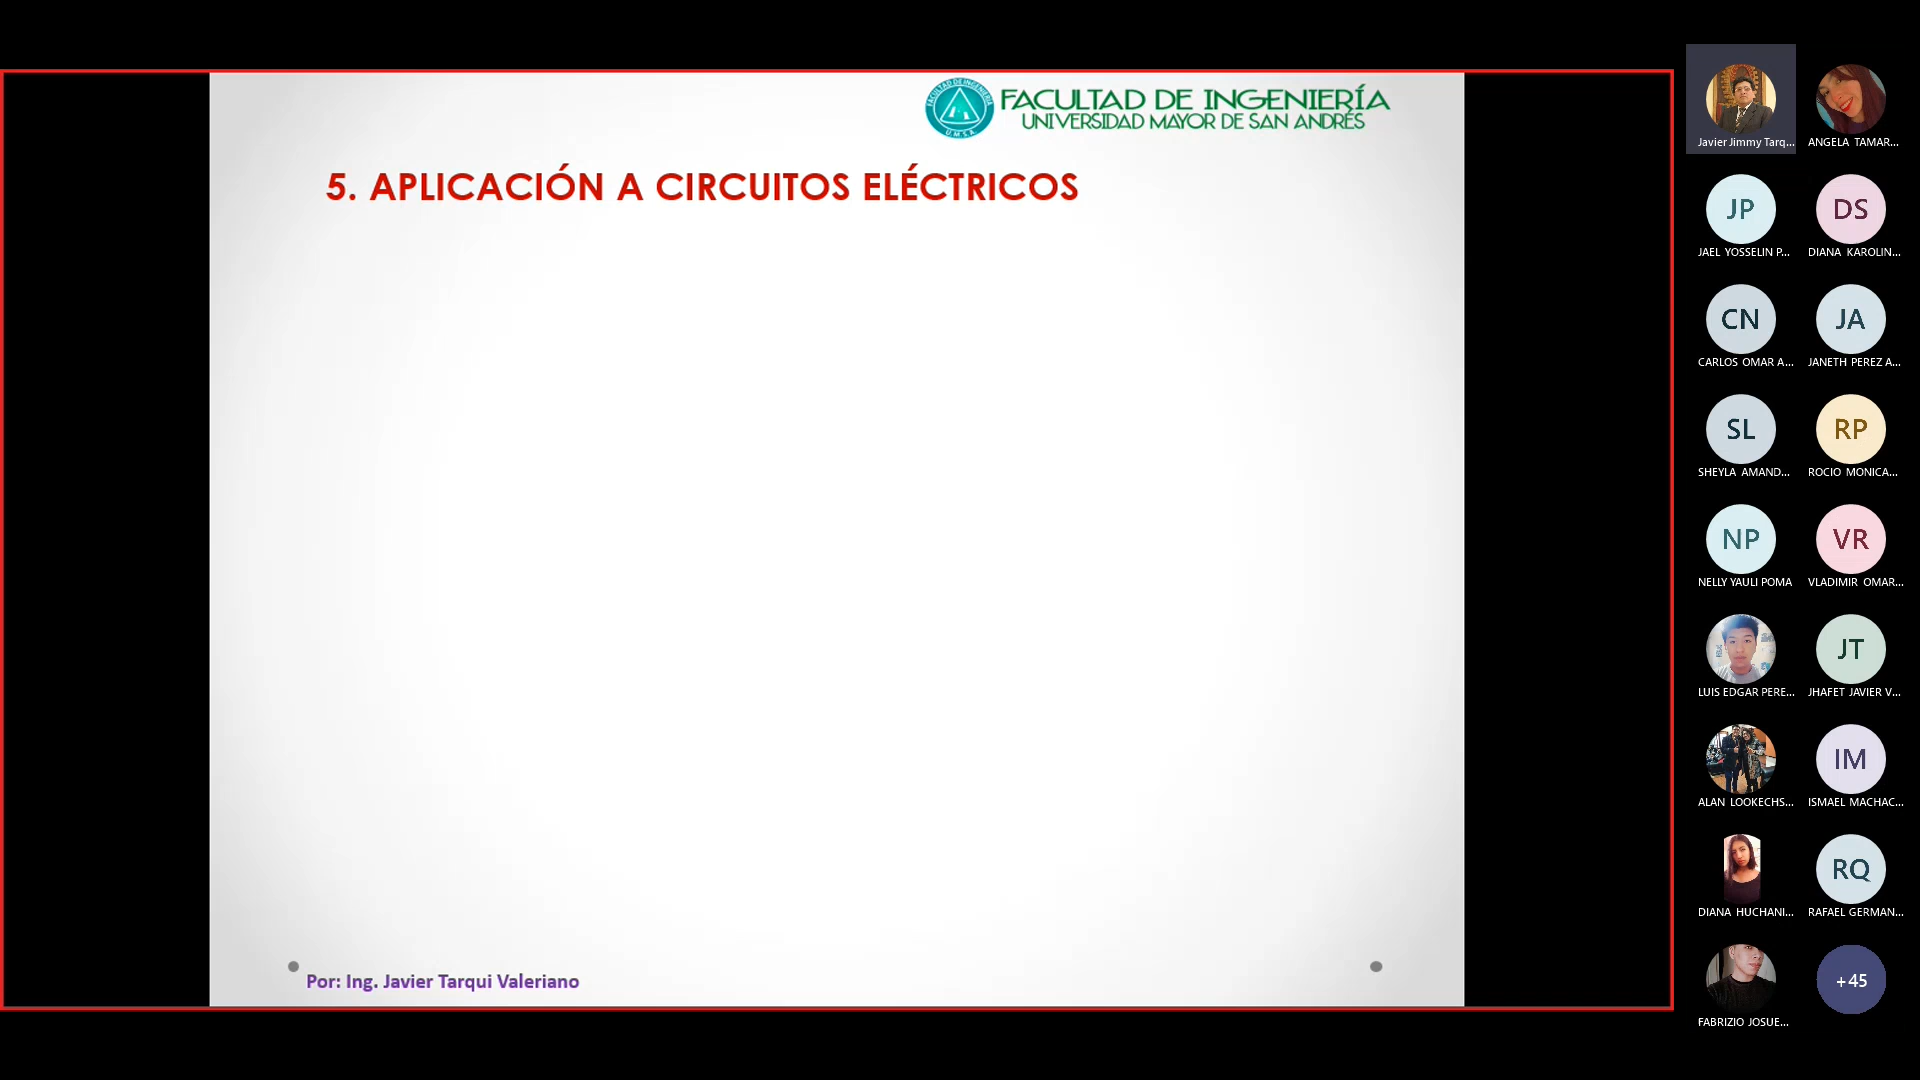 FACULTAD DE INGENIERÍA
UNIVERSIDAD MAYOR DE SAN ANDRÉS
FACULTAD DE INGENIERIA
U.M.S.A.
5. APLICACIÓN A CIRCUITOS ELÉCTRICOS
Por: Ing. Javier Tarqui Valeriano
Javier Jimmy Tarq...
ANGELA TAMAR...
JP
DS
JAEL YOSSELIN P...
DIANA KAROLIN...
CN
JA
CARLOS OMAR A...
JANETH PEREZ A...
SL
RP
SHEYLA AMAND...
ROCIO MONICA...
NP
VR
NELLY YAULI POMA
VLADIMIR OMAR...
JT
LUIS EDGAR PERE...
JHAFET JAVIER V...
IM
ALAN LOOKECHS...
ISMAEL MACHAC...
RQ
DIANA HUCHANI...
RAFAEL GERMAN...
+45
FABRIZIO JOSUE...